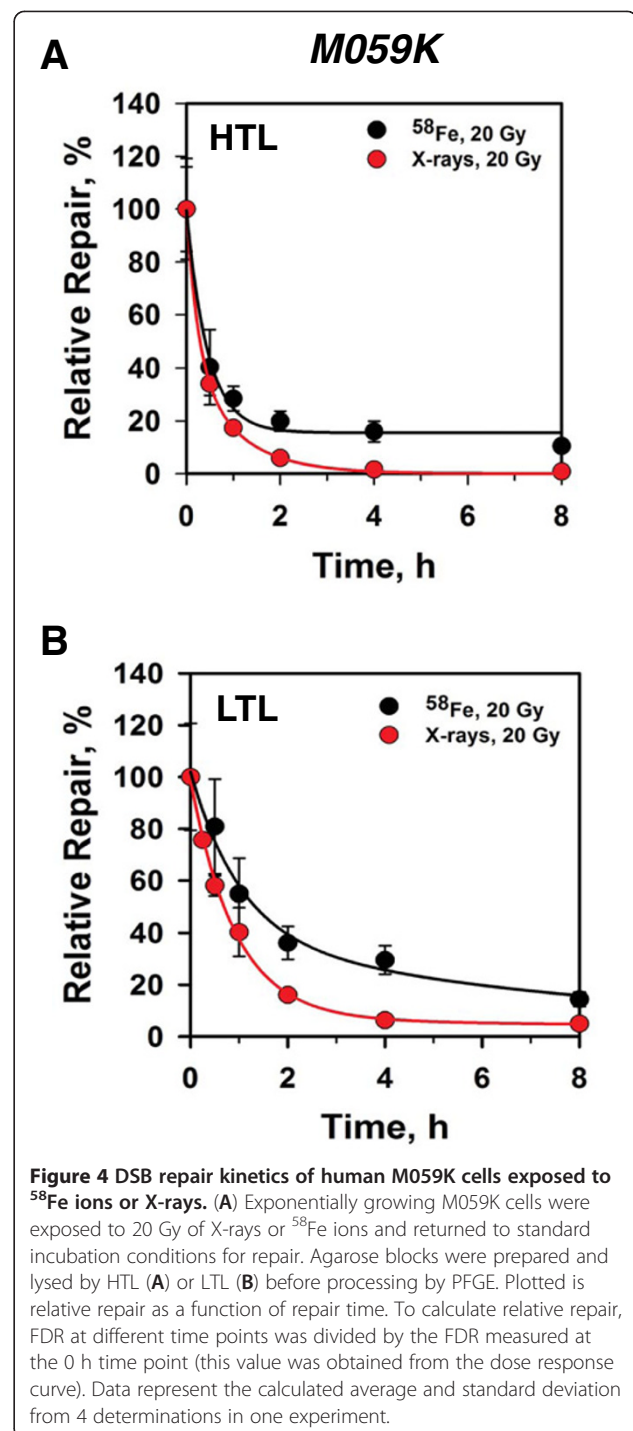 A
M059K
HTL
58Fe, 20 Gy
X-rays, 20 Gy
Relative Repair, %
140
120
100
80
60
40
20
0
0 2 4 6 8
Time, h
B
LTL
58Fe, 20 Gy
X-rays, 20 Gy
Relative Repair, %
140
120
100
80
60
40
20
0
0 2 4 6 8
Time, h
Figure 4 DSB repair kinetics of human M059K cells exposed to
58Fe ions or X-rays. (A) Exponentially growing M059K cells were
exposed to 20 Gy of X-rays or 58Fe ions and returned to standard
incubation conditions for repair. Agarose blocks were prepared and
lysed by HTL (A) or LTL (B) before processing by PFGE. Plotted is
relative repair as a function of repair time. To calculate relative repair,
FDR at different time points was divided by the FDR measured at
the 0 h time point (this value was obtained from the dose response
curve). Data represent the calculated average and standard deviation
from 4 determinations in one experiment.